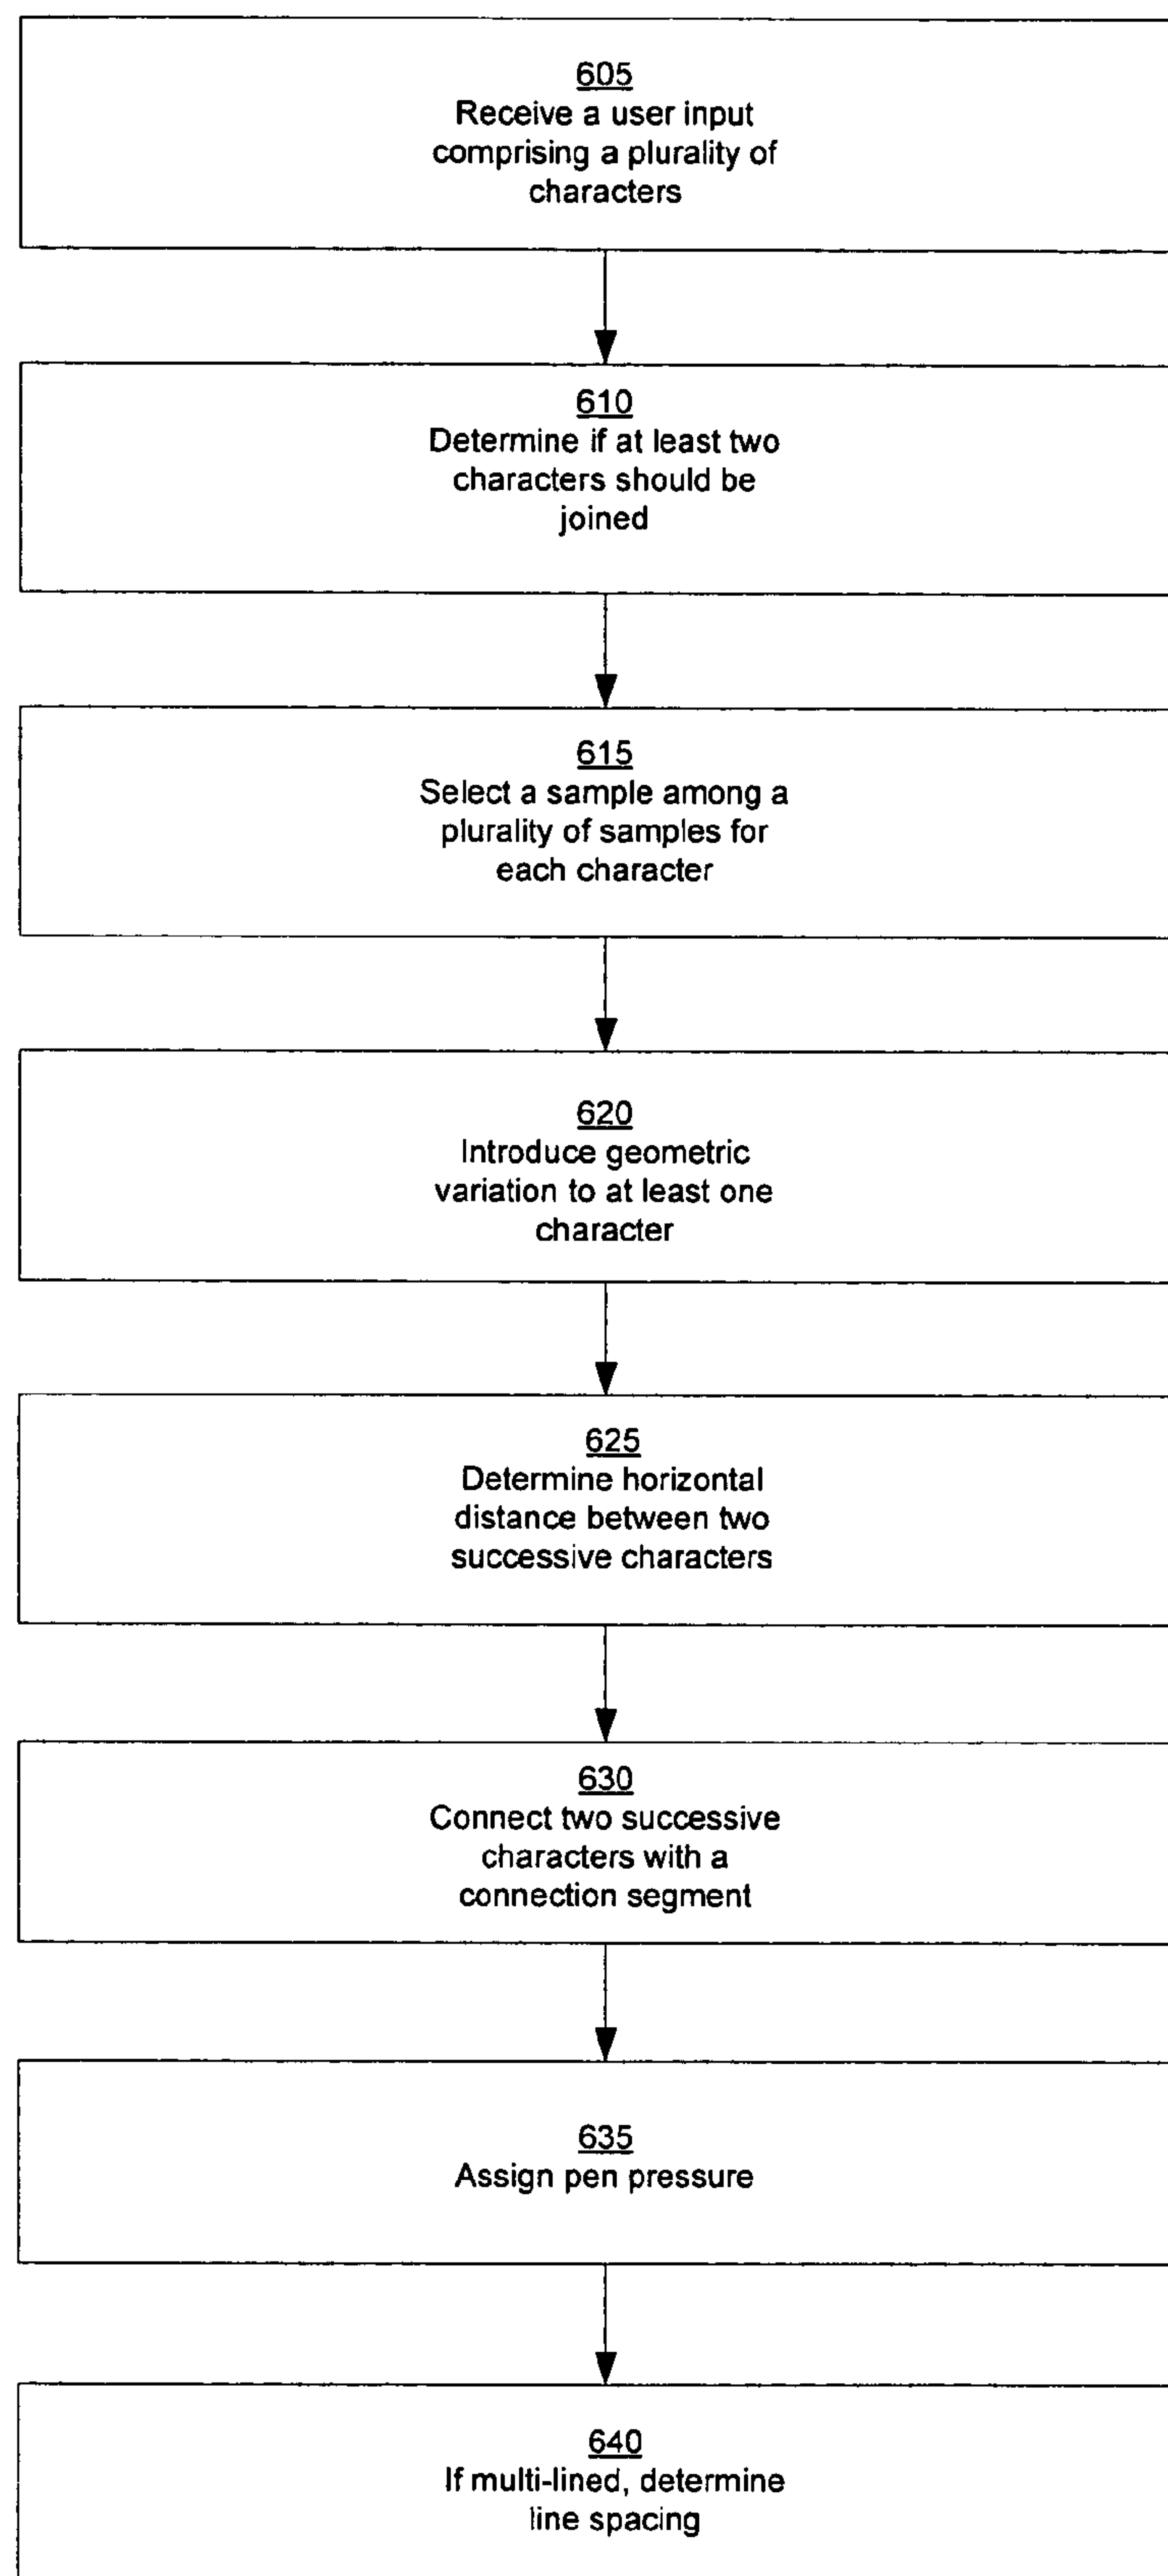 605
Receive a user input
comprising a plurality of
characters
610
Determine if at least two
characters should be
joined
615
Select a sample among a
plurality of samples for
each character
620
Introduce geometric
variation to at least one
character
625
Determine horizontal
distance between two
successive characters
630
Connect two successive
characters with a
connection segment
635
Assign pen pressure
640
If multi-lined, determine
line spacing